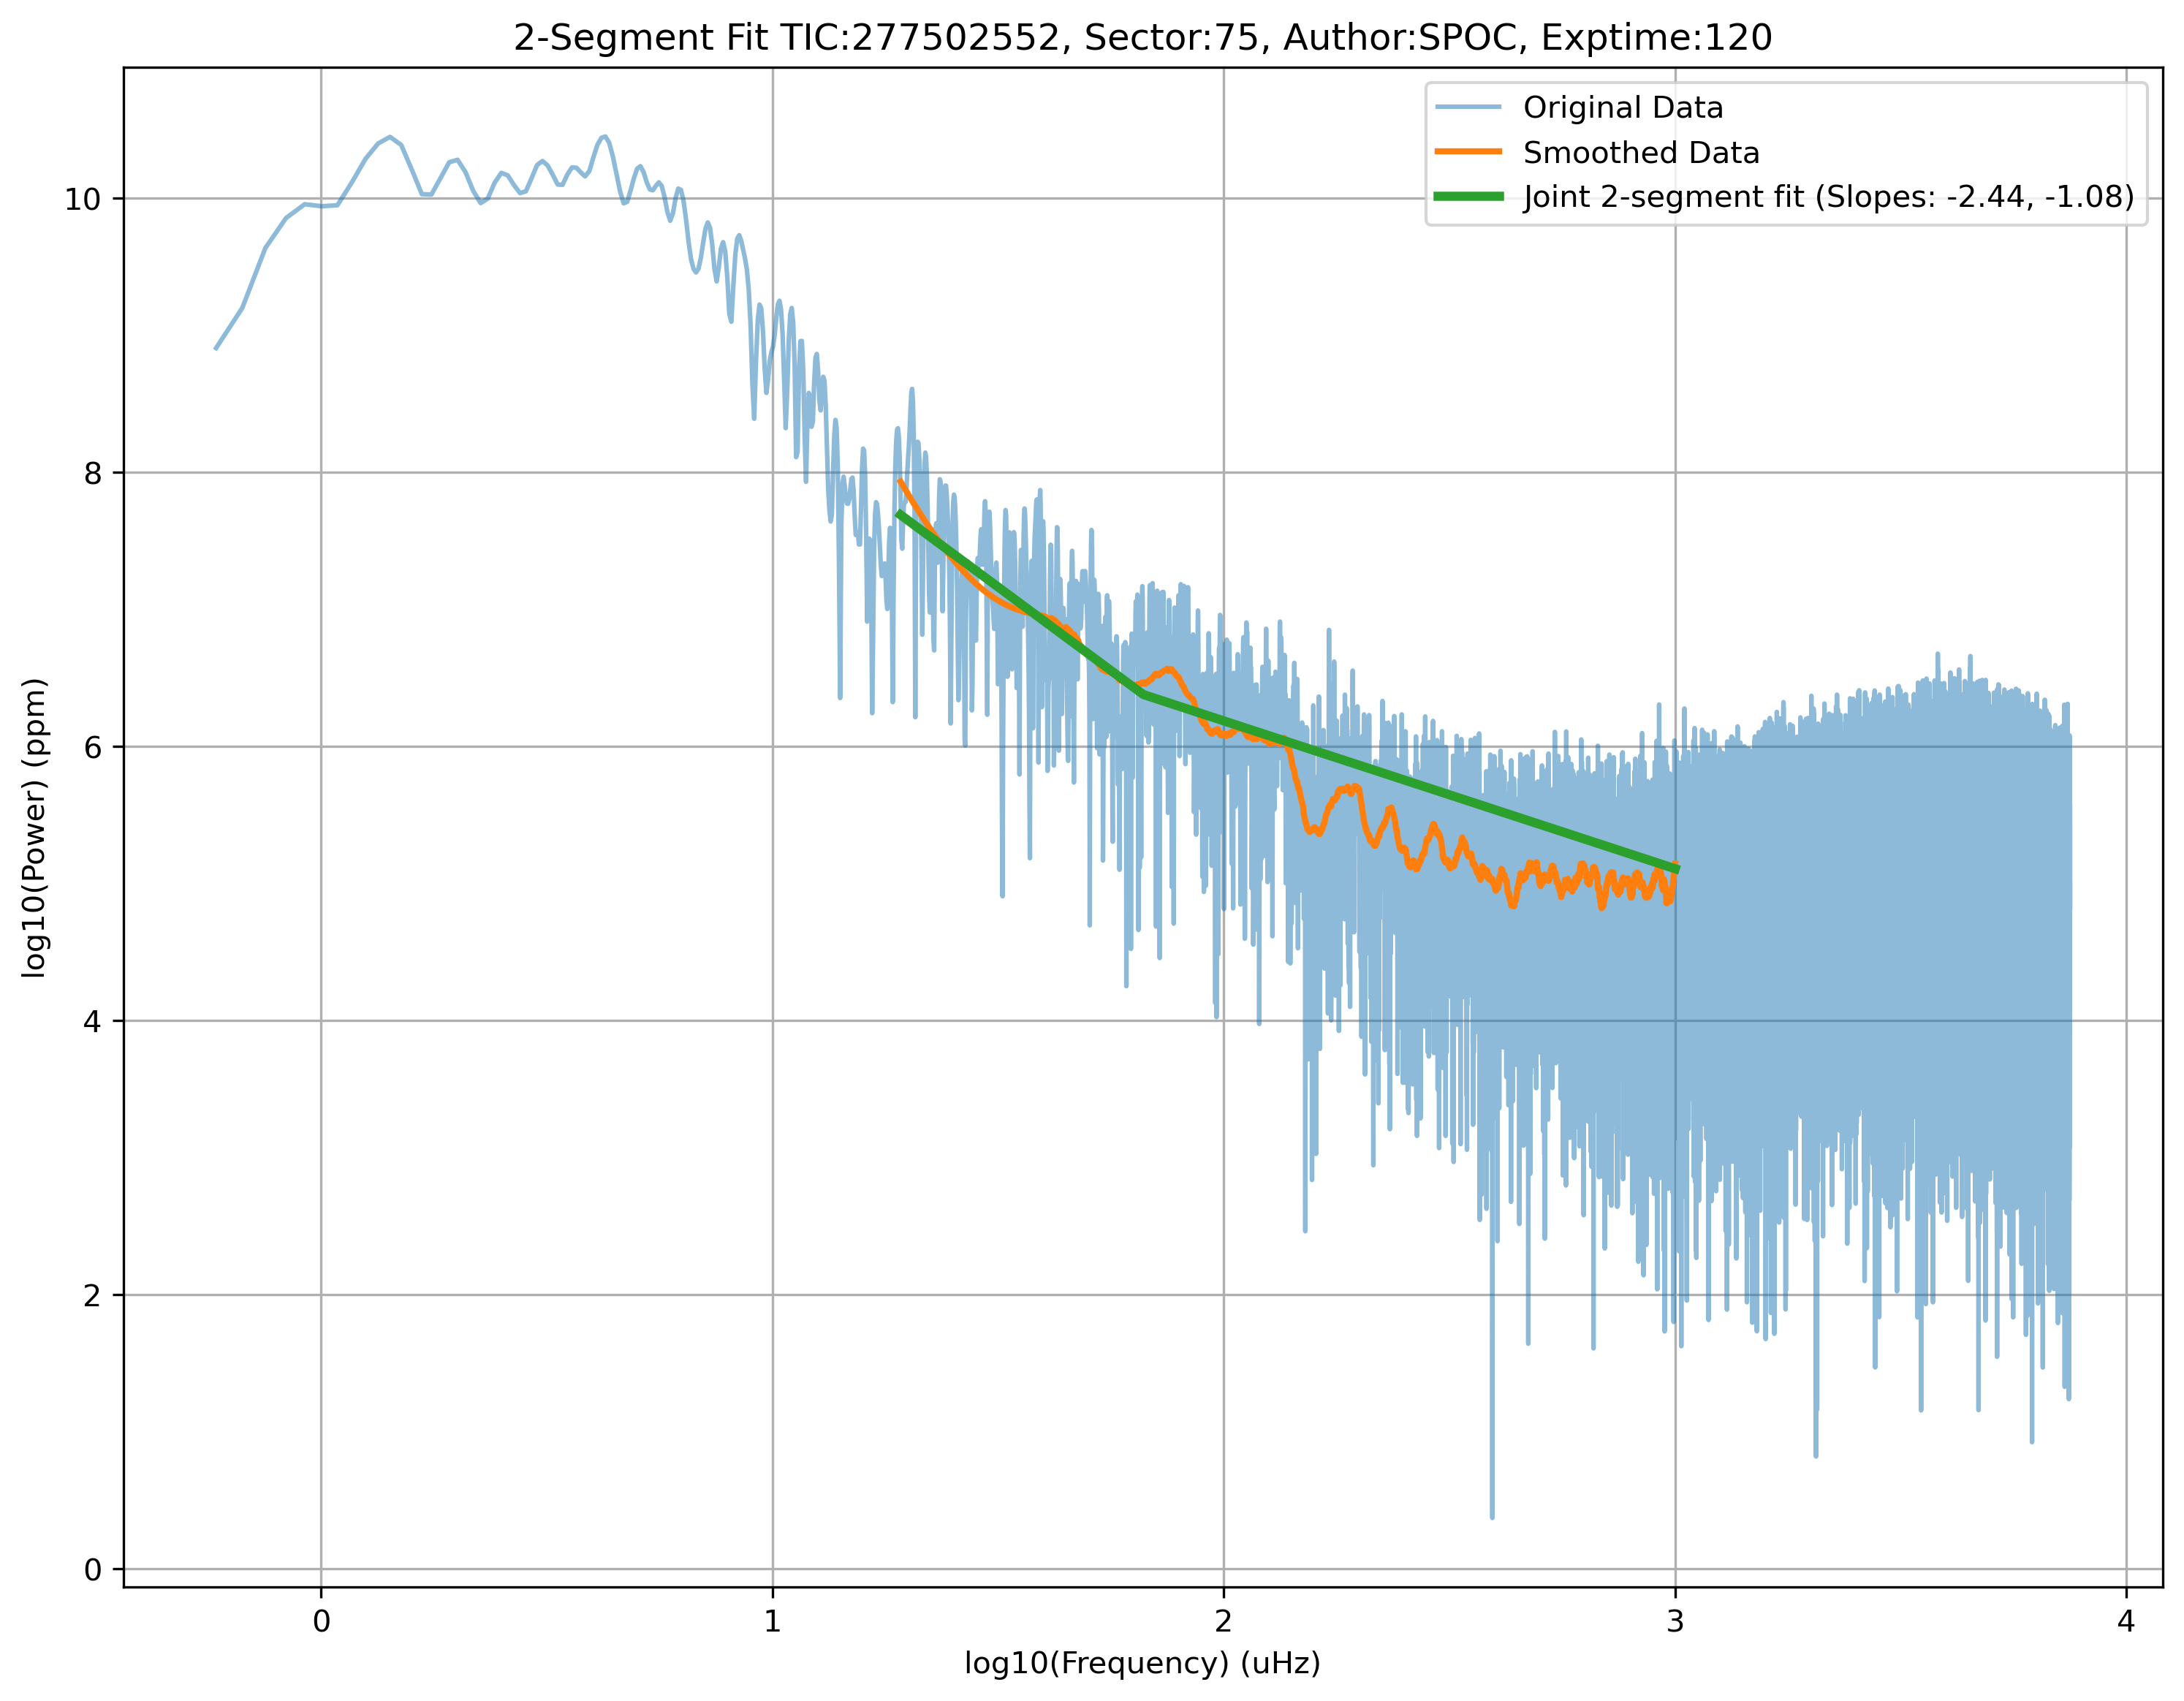 2-Segment Fit TIC:277502552, Sector:75, Author:SPOC, Exptime:120
Original Data
Smoothed Data
Joint 2-segment fit (Slopes: -2.44, -1.08)
log10(Power) (ppm)
10
8
6
4
2
0
0 1 2 3 4
log10(Frequency) (uHz)